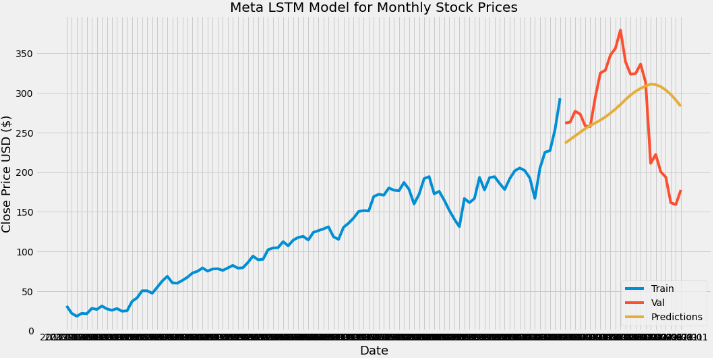 Meta LSTM Model for Monthly Stock Prices
Close Price USD ($)
350
300
250
200
150
100
50
0
Train
Val
Predictions
Date